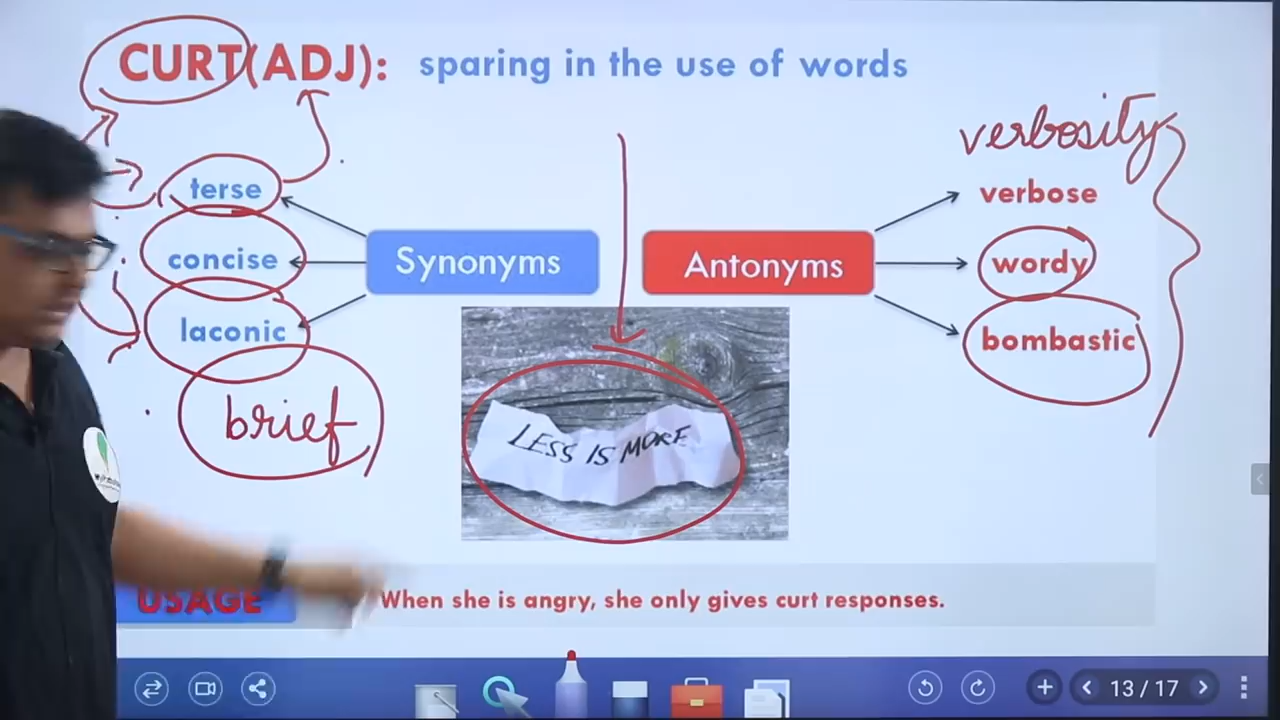 CURT(ADJ): sparing in the use of words
verbosity
terse
verbose
concise
Synonyms
Antonyms
wordy
laconic
bombastic
brief
LESS IS MORE
USAGE
When she is angry, she only gives curt responses.
13 / 17